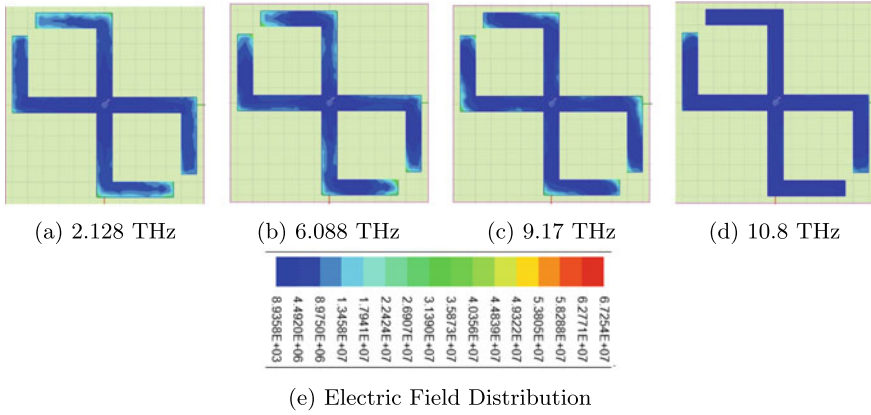 (a) 2.128 THz
(b) 6.088 THz
(c) 9.17 THz
(d) 10.8 THz
8.9358E+03
4.4920E+06
8.9750E+06
1.3458E+07
1.7941E+07
2.2424E+07
2.6907E+07
3.1390E+07
3.5873E+07
4.0356E+07
4.4839E+07
4.9322E+07
5.3805E+07
5.8288E+07
6.2771E+07
6.7254E+07
(e) Electric Field Distribution